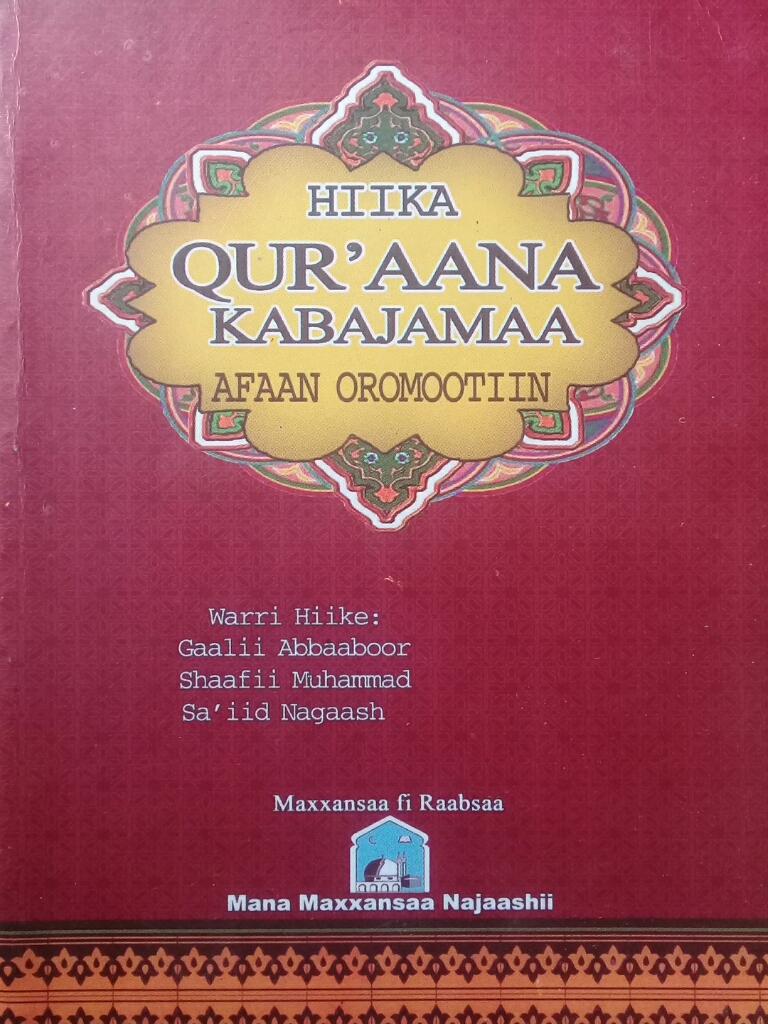 HIIKA
QUR'AANA
KABAJAMAA
AFAAN OROMOOTIIN
Warri Hiike:
Gaalii Abbaaboor
Shaafii Muhammad
Sa'iid Nagaash
Maxxansaa fi Raabsaa
Mana Maxxansaa Najaashii